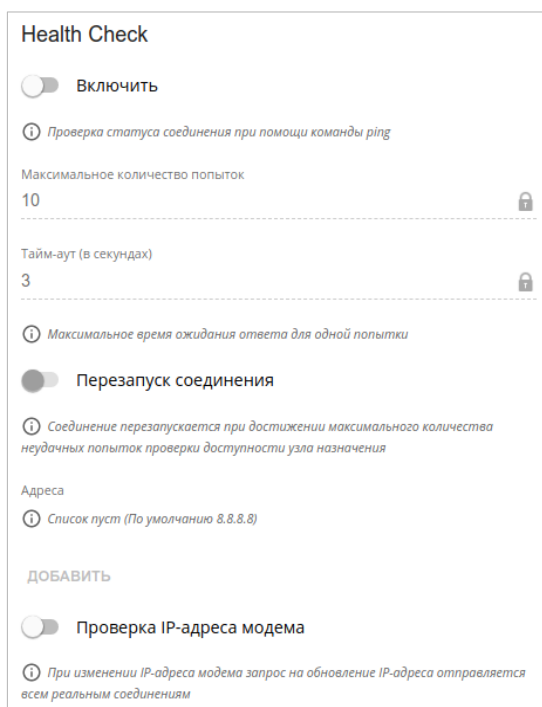 Health Check
Включить
Проверка статуса соединения при помощи команды ping
Максимальное количество попыток
10
Тайм-аут (в секундах)
3
Максимальное время ожидания ответа для одной попытки
Перезапуск соединения
Соединение перезапускается при достижении максимального количества
неудачных попыток проверки доступности узла назначения
Адреса
Список пуст (По умолчанию 8.8.8.8)
ДОБАВИТЬ
Проверка IP-адреса модема
При изменении IP-адреса модема запрос на обновление IP-адреса отправляется
всем реальным соединениям